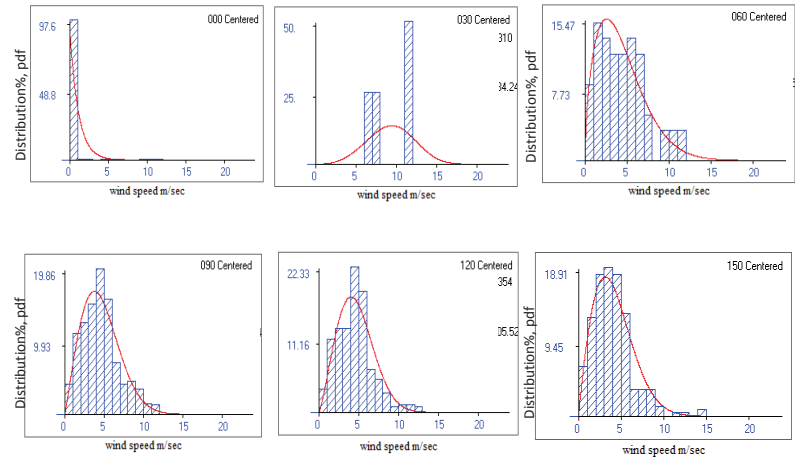 000 Centered
97.6
48.8
0 5 10 15 20
wind speed m/sec
Distribution%, pdf
030 Centered
50.
310
25.
34.24
0 5 10 15 20
wind speed m/sec
Distribution%, pdf
060 Centered
15.47
7.73
0 5 10 15 20
wind speed m/sec
Distribution%, pdf
090 Centered
19.86
9.93
0 5 10 15 20
wind speed m/sec
Distribution%, pdf
120 Centered
22.33
354
11.16
06.52
0 5 10 15 20
wind speed m/sec
Distribution%, pdf
150 Centered
18.91
9.45
0 5 10 15 20
wind speed m/sec
Distribution%, pdf